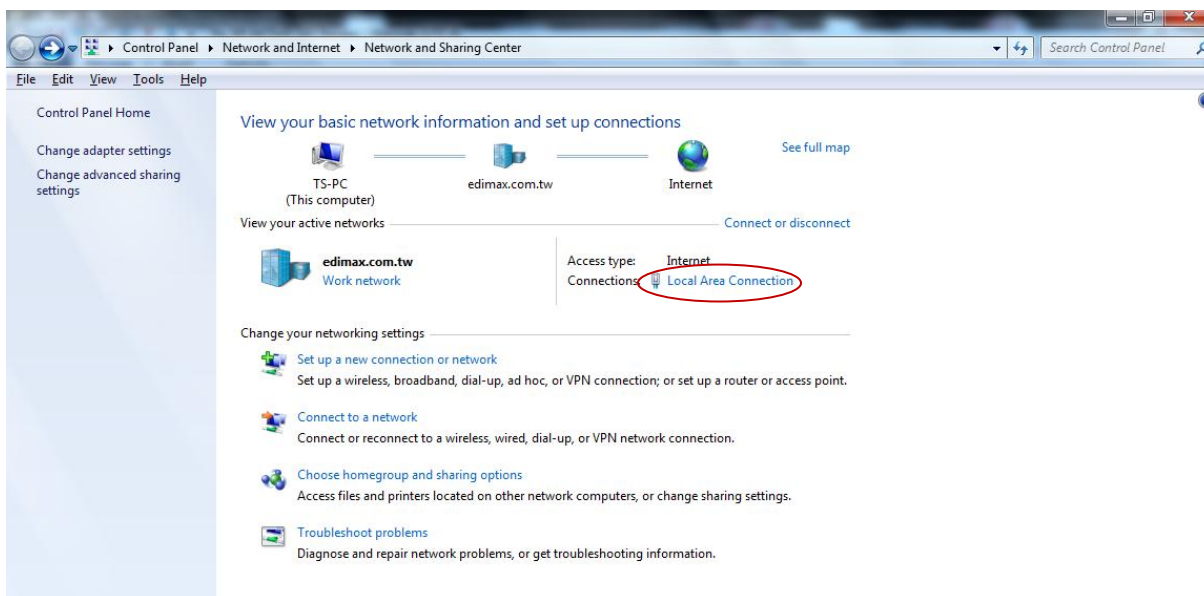 Control Panel ▸ Network and Internet ▸ Network and Sharing Center
Search Control Panel
File Edit View Tools Help
Control Panel Home
Change adapter settings
Change advanced sharing
settings
View your basic network information and set up connections
See full map
TS-PC
(This computer)
edimax.com.tw
Internet
View your active networks
Connect or disconnect
edimax.com.tw
Work network
Access type: Internet
Connections: Local Area Connection
Change your networking settings
Set up a new connection or network
Set up a wireless, broadband, dial-up, ad hoc, or VPN connection; or set up a router or access point.
Connect to a network
Connect or reconnect to a wireless, wired, dial-up, or VPN network connection.
Choose homegroup and sharing options
Access files and printers located on other network computers, or change sharing settings.
Troubleshoot problems
Diagnose and repair network problems, or get troubleshooting information.